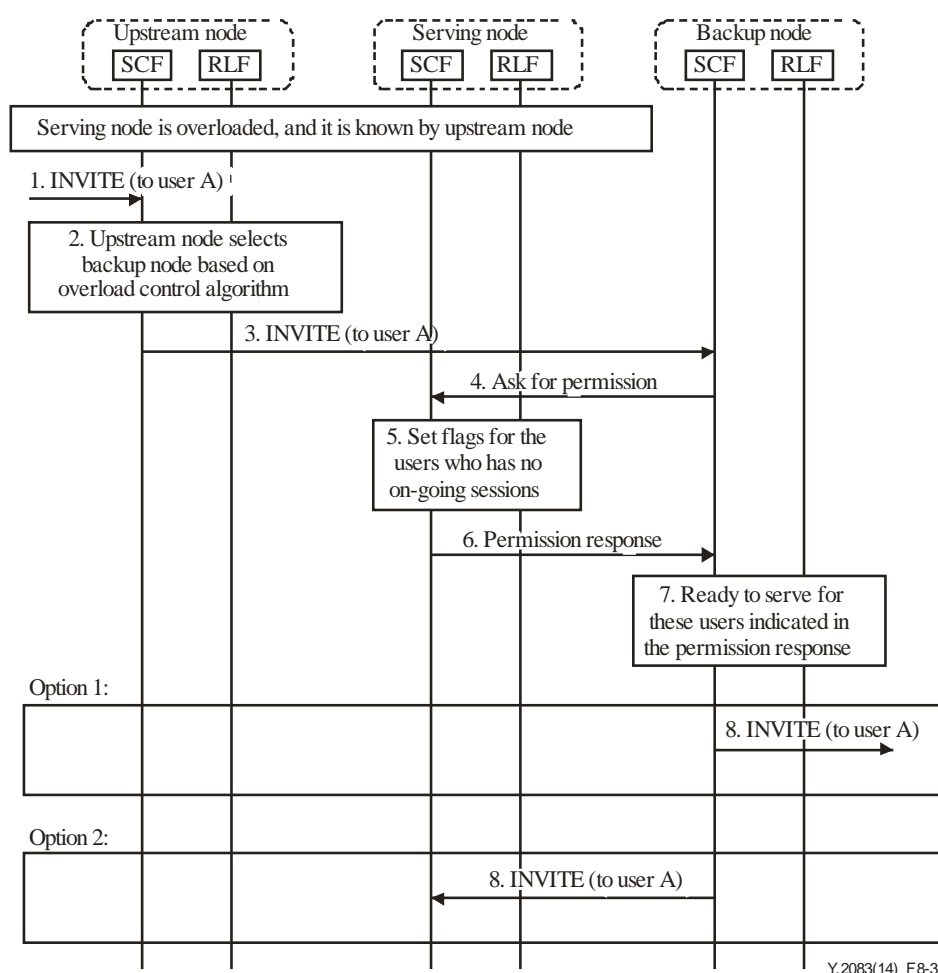 Upstream node
Serving node
Backup node
SCF
RLF
SCF
RLF
SCF
RLF
Serving node is overloaded, and it is known by upstream node
1. INVITE (to user A)
2. Upstream node selects
backup node based on
overload control algorithm
3. INVITE (to user A)
4. Ask for permission
5. Set flags for the
users who has no
on-going sessions
6. Permission response
7. Ready to serve for
these users indicated in
the permission response
Option 1:
8. INVITE (to user A)
Option 2:
8. INVITE (to user A)
Y.2083(14)_F8-3